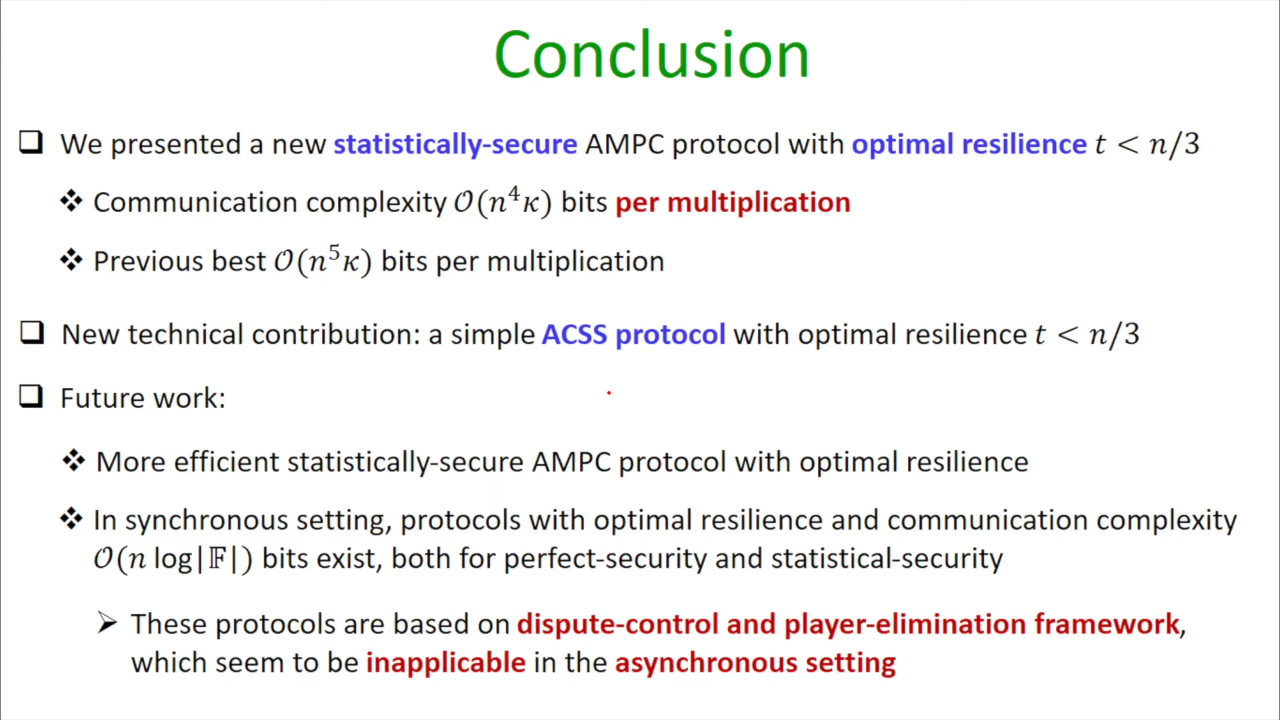 Conclusion
❑ We presented a new statistically-secure AMPC protocol with optimal resilience t < n/3
❖ Communication complexity 𝒪(n⁴κ) bits per multiplication
❖ Previous best 𝒪(n⁵κ) bits per multiplication
❑ New technical contribution: a simple ACSS protocol with optimal resilience t < n/3
❑ Future work:
❖ More efficient statistically-secure AMPC protocol with optimal resilience
❖ In synchronous setting, protocols with optimal resilience and communication complexity
𝒪(n log|𝔽|) bits exist, both for perfect-security and statistical-security
➢ These protocols are based on dispute-control and player-elimination framework,
which seem to be inapplicable in the asynchronous setting